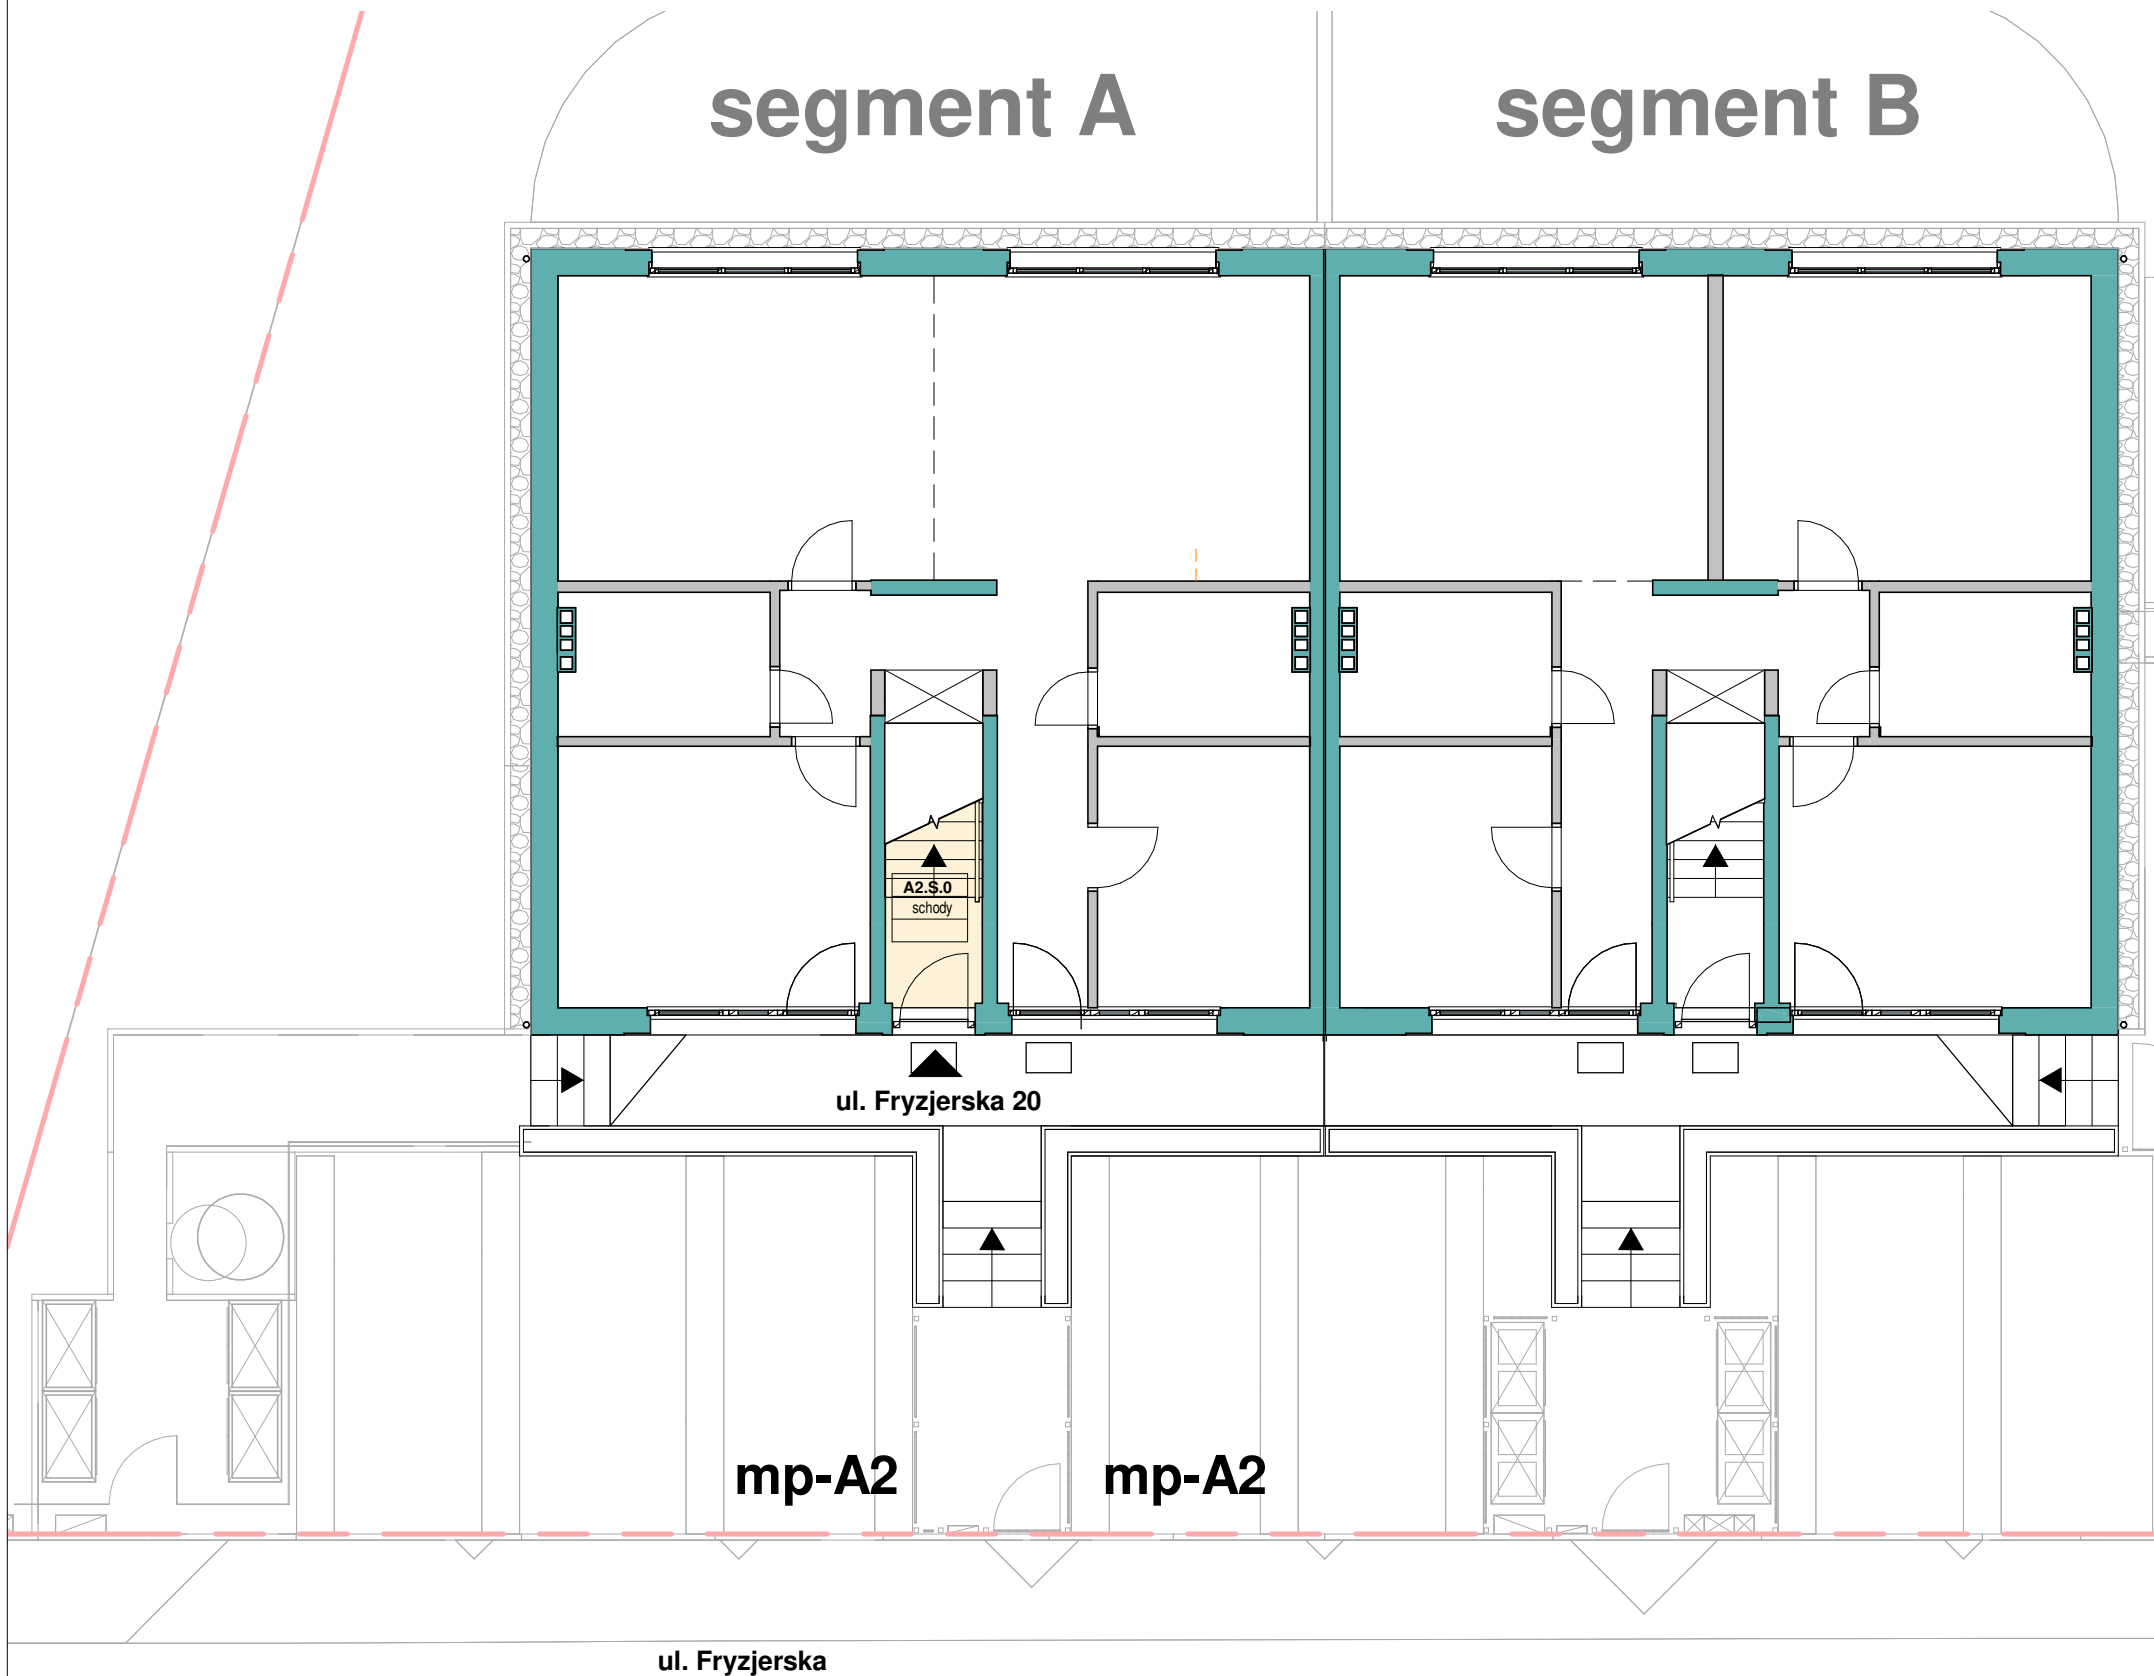 segment A
segment B
A2.S.0
schody
ul. Fryzjerska 20
mp-A2
mp-A2
ul. Fryzjerska